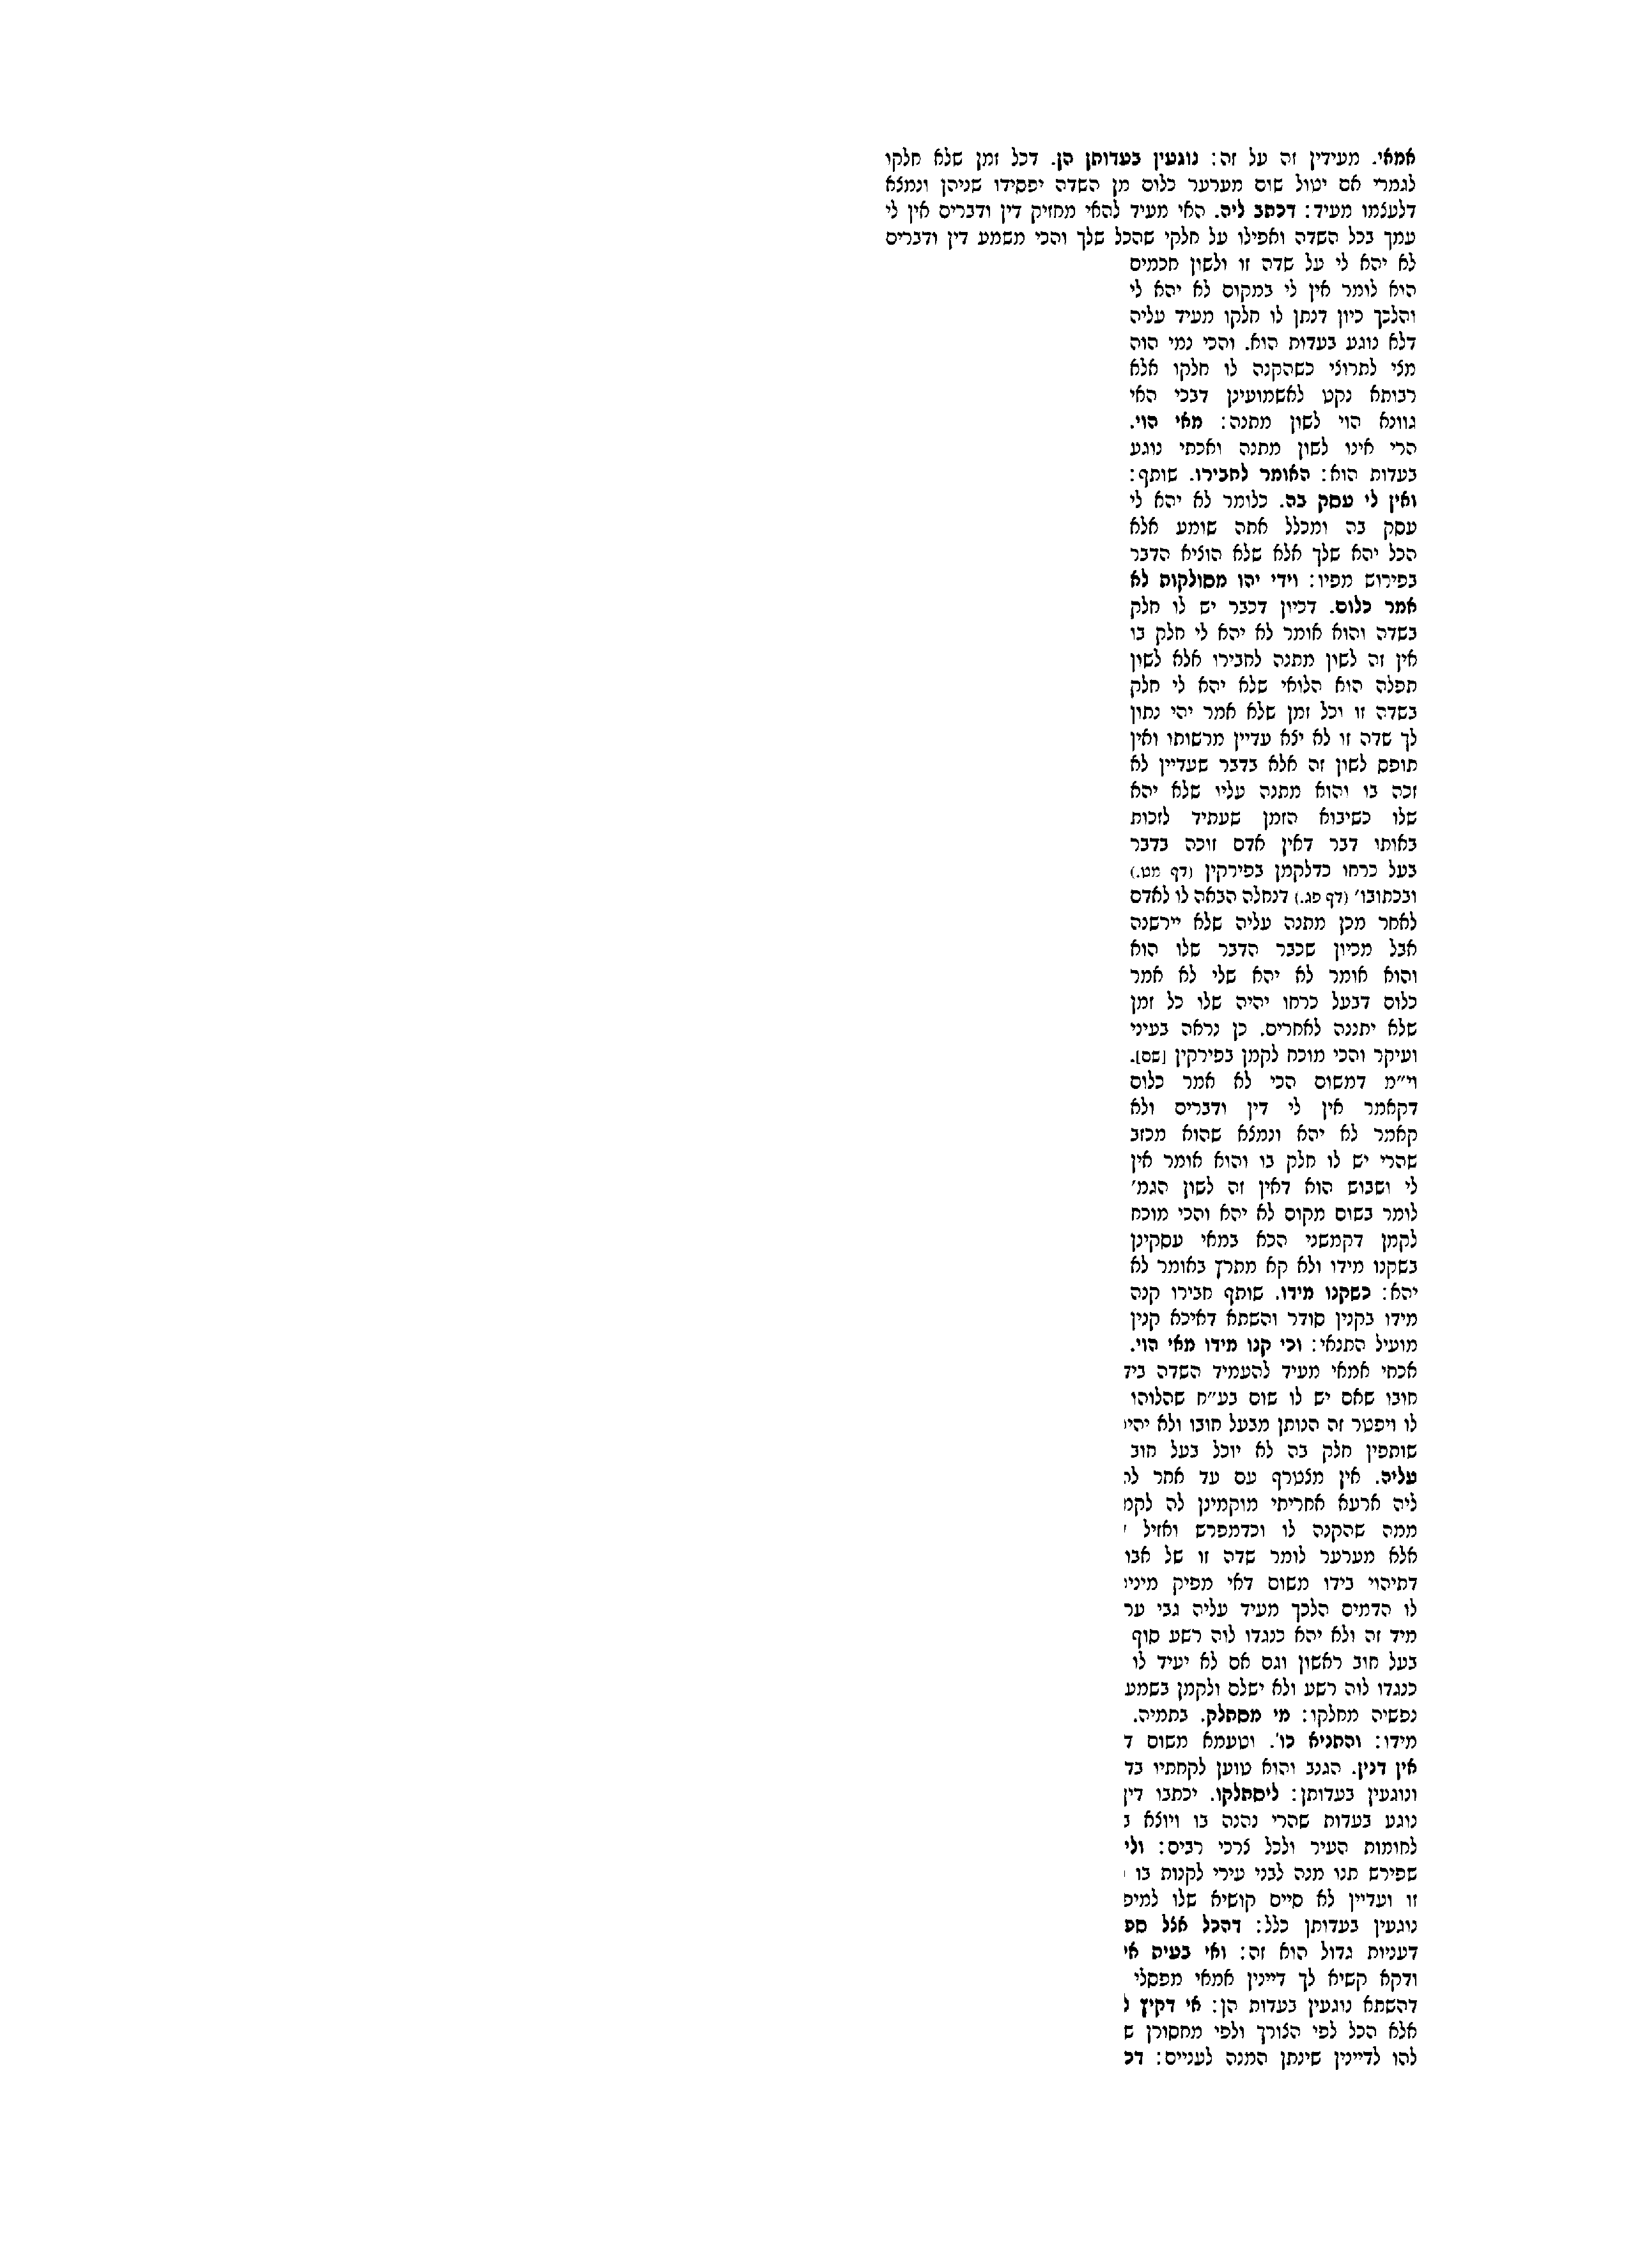 אמאי. מעידין זה על זה: נוגעין בעדותן הן. דכל זמן שלא חלקו
לגמרי אם יטול שום מערער כלום מן השדה יפסידו שניהן ונמצא
דלעצמו מעיד: דכתב ליה. האי מעיד להאי מחזיק דין ודברים אין לי
עמך בכל השדה ואפילו על חלקי שהכל שלך והכי משמע דין ודברים
לא יהא לי על שדה זו ולשון חכמים
הוא לומר אין לי במקום לא יהא לי
והלכך כיון דנתן לו חלקו מעיד עליה
דלא נוגע בעדות הוא. והכי נמי הוה
מצי לתרוצי כשהקנה לו חלקו אלא
רבותא נקט לאשמועינן דבכי האי
גוונא הוי לשון מתנה: מאי הוי.
הרי אינו לשון מתנה ואכתי נוגע
בעדות הוא: האומר לחבירו. שותף:
ואין לי עסק בה. כלומר לא יהא לי
עסק בה ומכלל אתה שומע אלא
הכל יהא שלך אלא שלא הוציא הדבר
בפירוש מפיו: וידי יהו מסולקות לא
אמר כלום. דכיון דכבר יש לו חלק
בשדה והוא אומר לא יהא לי חלק בו
אין זה לשון מתנה לחבירו אלא לשון
תפלה הוא הלואי שלא יהא לי חלק
בשדה זו וכל זמן שלא אמר יהי נתון
לך שדה זו לא יצא עדיין מרשותו ואין
תופס לשון זה אלא בדבר שעדיין לא
זכה בו והוא מתנה עליו שלא יהא
שלו כשיבוא הזמן שעתיד לזכות
באותו דבר דאין אדם זוכה בדבר
בעל כרחו כדלקמן בפירקין (דף מט.)
ובכתובו' (דף פג.) דנחלה הבאה לו לאדם
לאחר מכן מתנה עליה שלא יירשנה
אבל מכיון שכבר הדבר שלו הוא
והוא אומר לא יהא שלי לא אמר
כלום דבעל כרחו יהיה שלו כל זמן
שלא יתננה לאחרים. כן נראה בעיני
ועיקר והכי מוכח לקמן בפירקין [שם].
וי"מ דמשום הכי לא אמר כלום
דקאמר אין לי דין ודברים ולא
קאמר לא יהא ונמצא שהוא מכזב
שהרי יש לו חלק בו והוא אומר אין
לי ושבוש הוא דאין זה לשון הגמ'
לומר בשום מקום לא יהא והכי מוכח
לקמן דקמשני הכא במאי עסקינן
בשקנו מידו ולא קא מתרץ באומר לא
יהא: כשקנו מידו. שותף חבירו קנה
מידו בקנין סודר והשתא דאיכא קנין
מועיל התנאי: וכי קנו מידו מאי הוי.
אכתי אמאי מעיד להעמיד השדה ביד
חובו שאם יש לו שום בע"ח שהלוהו
לו ויפטר זה הנותן מבעל חובו ולא יהי
שותפין חלק בה לא יוכל בעל חוב
עליה. אין מצטרף עם עד אחר לה
ליה ארעא אחריתי מוקמינן לה לקמ
ממה שהקנה לו וכדמפרש ואזיל
אלא מערער לומר שדה זו של אבו
דתיהוי בידו משום דאי מפיק מיני
לו הדמים הלכך מעיד עליה גבי ער
מיד זה ולא יהא כנגדו לוה רשע סוף
בעל חוב ראשון וגם אם לא יעיד לו
כנגדו לוה רשע ולא ישלם ולקמן בשמע
נפשיה מחלקו: מי מסתלק. בתמיה.
מידו: והתניא כו'. וטעמא משום ד
אין דנין. הגנב והוא טוען לקחתיו בד
ונוגעין בעדותן: ליסתלקו. יכתבו דין
נוגע בעדות שהרי נהנה בו ויוצא ב
לחומות העיר ולכל צרכי רבים: ולי
שפירש תנו מנה לבני עירי לקנות בו
זו ועדיין לא סיים קושיא שלו למיפ
נוגעין בעדותן כלל: דהכל אצל ספ
דעניות גדול הוא זה: ואי בעית אי
ודקא קשיא לך דיינין אמאי מפסלי
דהשתא נוגעין בעדות הן: אי דקיץ ל
אלא הכל לפי הצורך ולפי מחסורן ש
להו לדיינין שינתן המנה לעניים: דכ